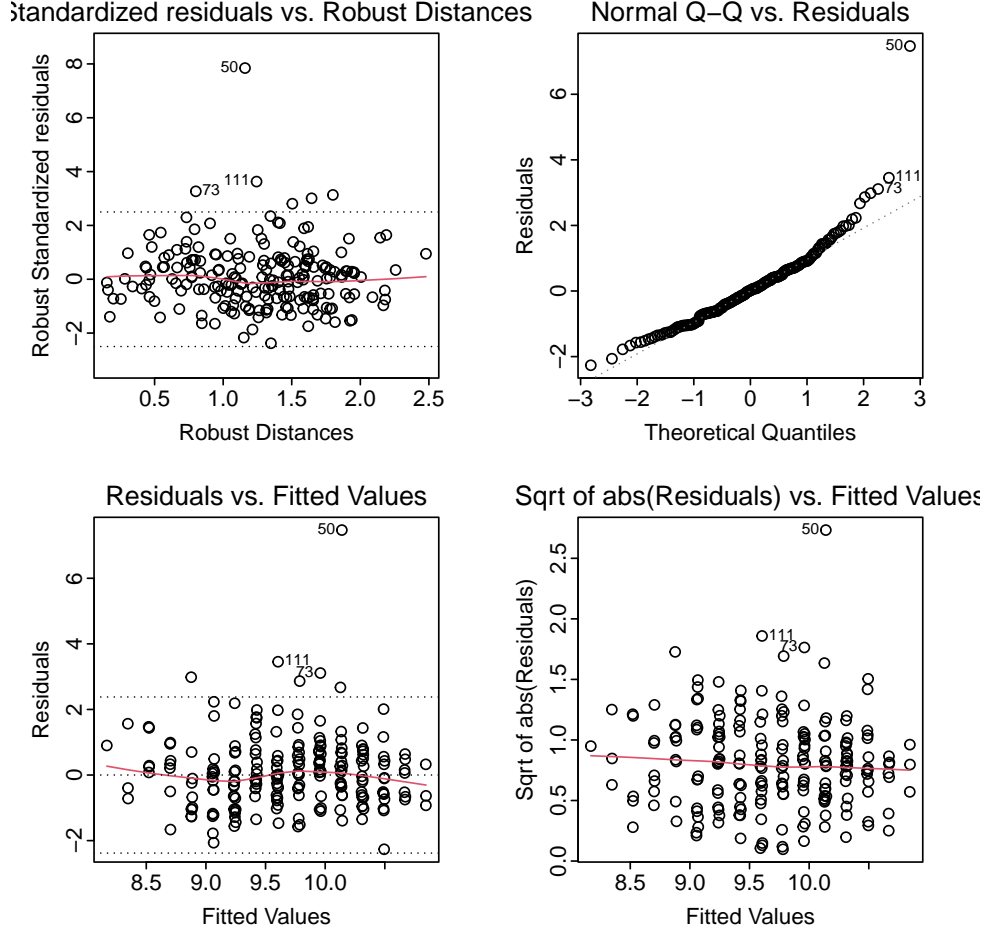 Standardized residuals vs. Robust Distances
Robust Standardized residuals
8
6
4
2
0
−2
50
111
73
0.5 1.0 1.5 2.0 2.5
Robust Distances
Normal Q−Q vs. Residuals
Residuals
6
4
2
0
−2
50
111
73
−3 −2 −1 0 1 2 3
Theoretical Quantiles
Residuals vs. Fitted Values
Residuals
6
4
2
0
−2
50
111
73
8.5 9.0 9.5 10.0
Fitted Values
Sqrt of abs(Residuals) vs. Fitted Values
Sqrt of abs(Residuals)
2.5
2.0
1.5
1.0
0.5
0.0
50
111
73
8.5 9.0 9.5 10.0
Fitted Values